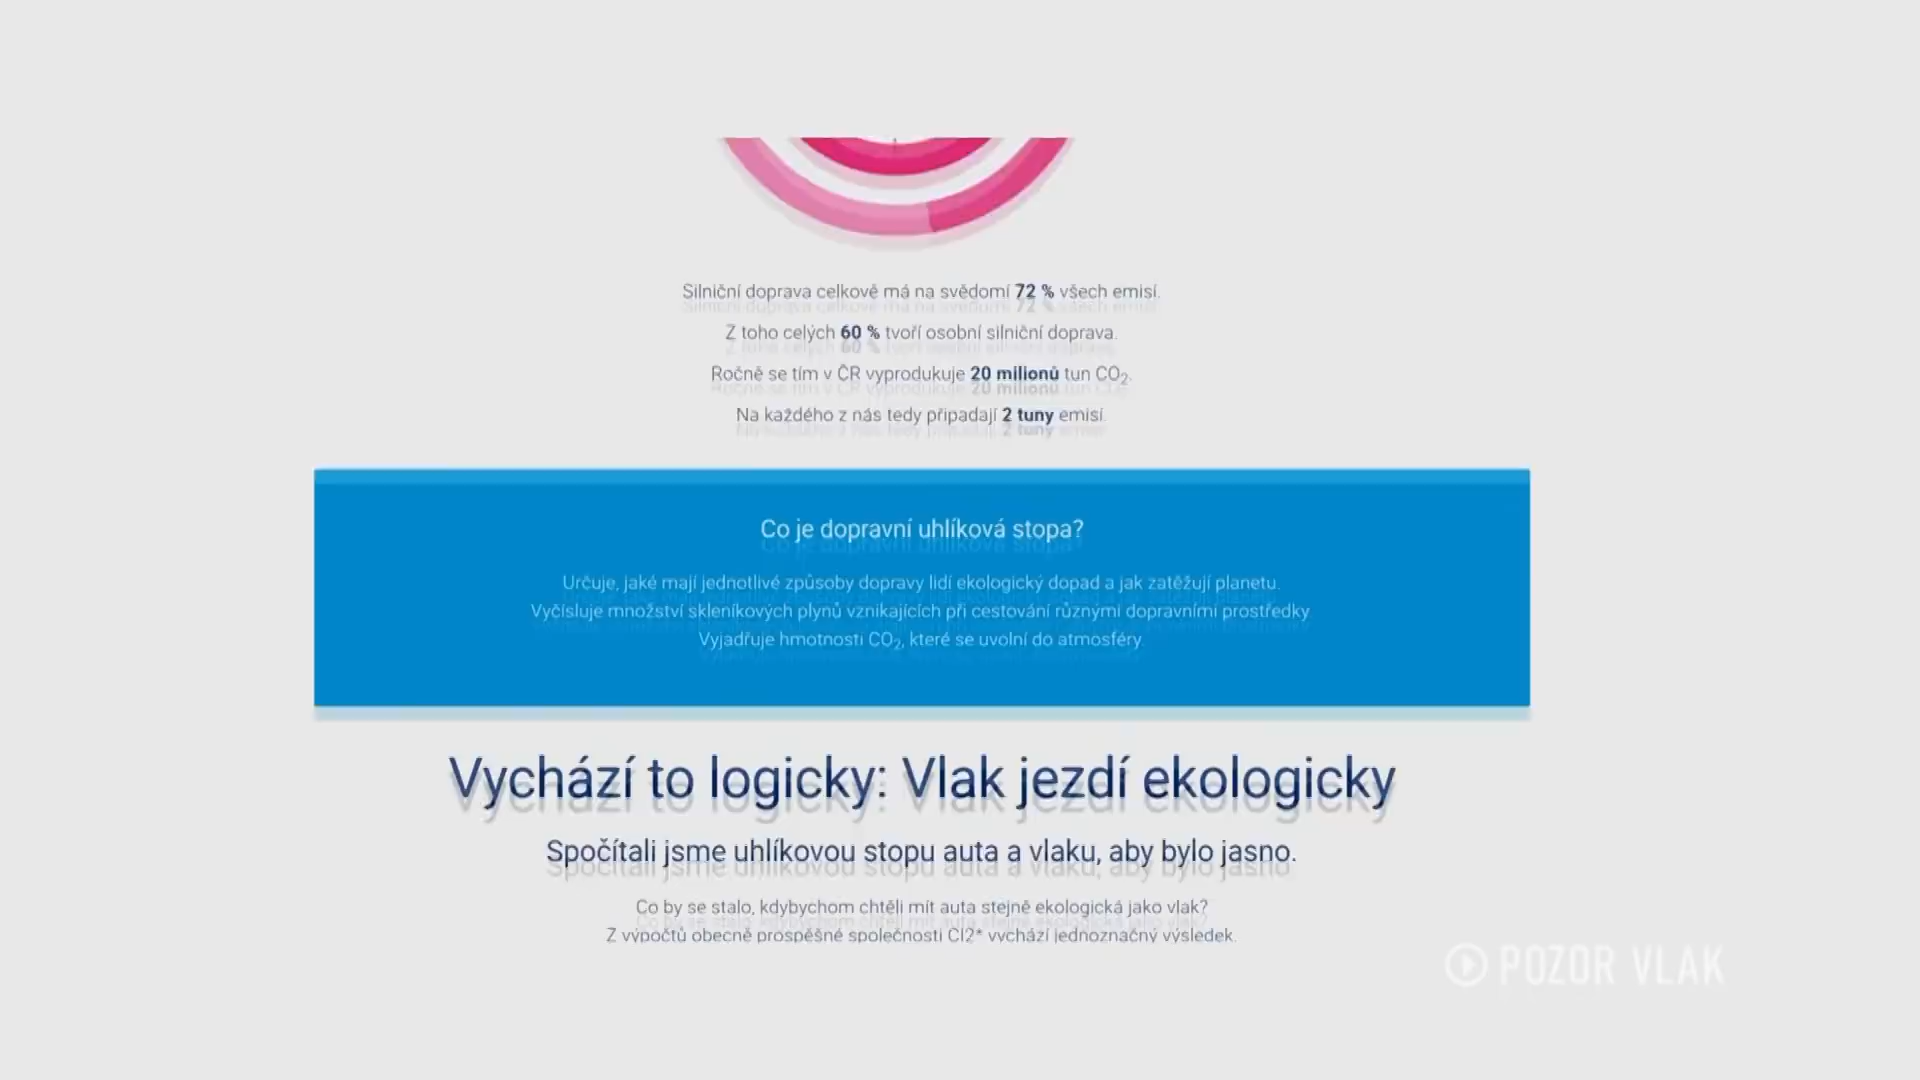 Silniční doprava celkově má na svědomí 72 % všech emisí.
Z toho celých 60 % tvoří osobní silniční doprava.
Ročně se tím v ČR vyprodukuje 20 milionů tun CO₂.
Na každého z nás tedy připadají 2 tuny emisí.
Co je dopravní uhlíková stopa?
Určuje, jaké mají jednotlivé způsoby dopravy lidí ekologický dopad a jak zatěžují planetu.
Vyčísluje množství skleníkových plynů vznikajících při cestování různými dopravními prostředky
Vyjadřuje hmotnosti CO₂, které se uvolní do atmosféry.
Vychází to logicky: Vlak jezdí ekologicky
Spočítali jsme uhlíkovou stopu auta a vlaku, aby bylo jasno.
Co by se stalo, kdybychom chtěli mít auta stejně ekologická jako vlak?
Z výpočtů obecně prospěšné společnosti CI2* vychází jednoznačný výsledek.
POZOR VLAK